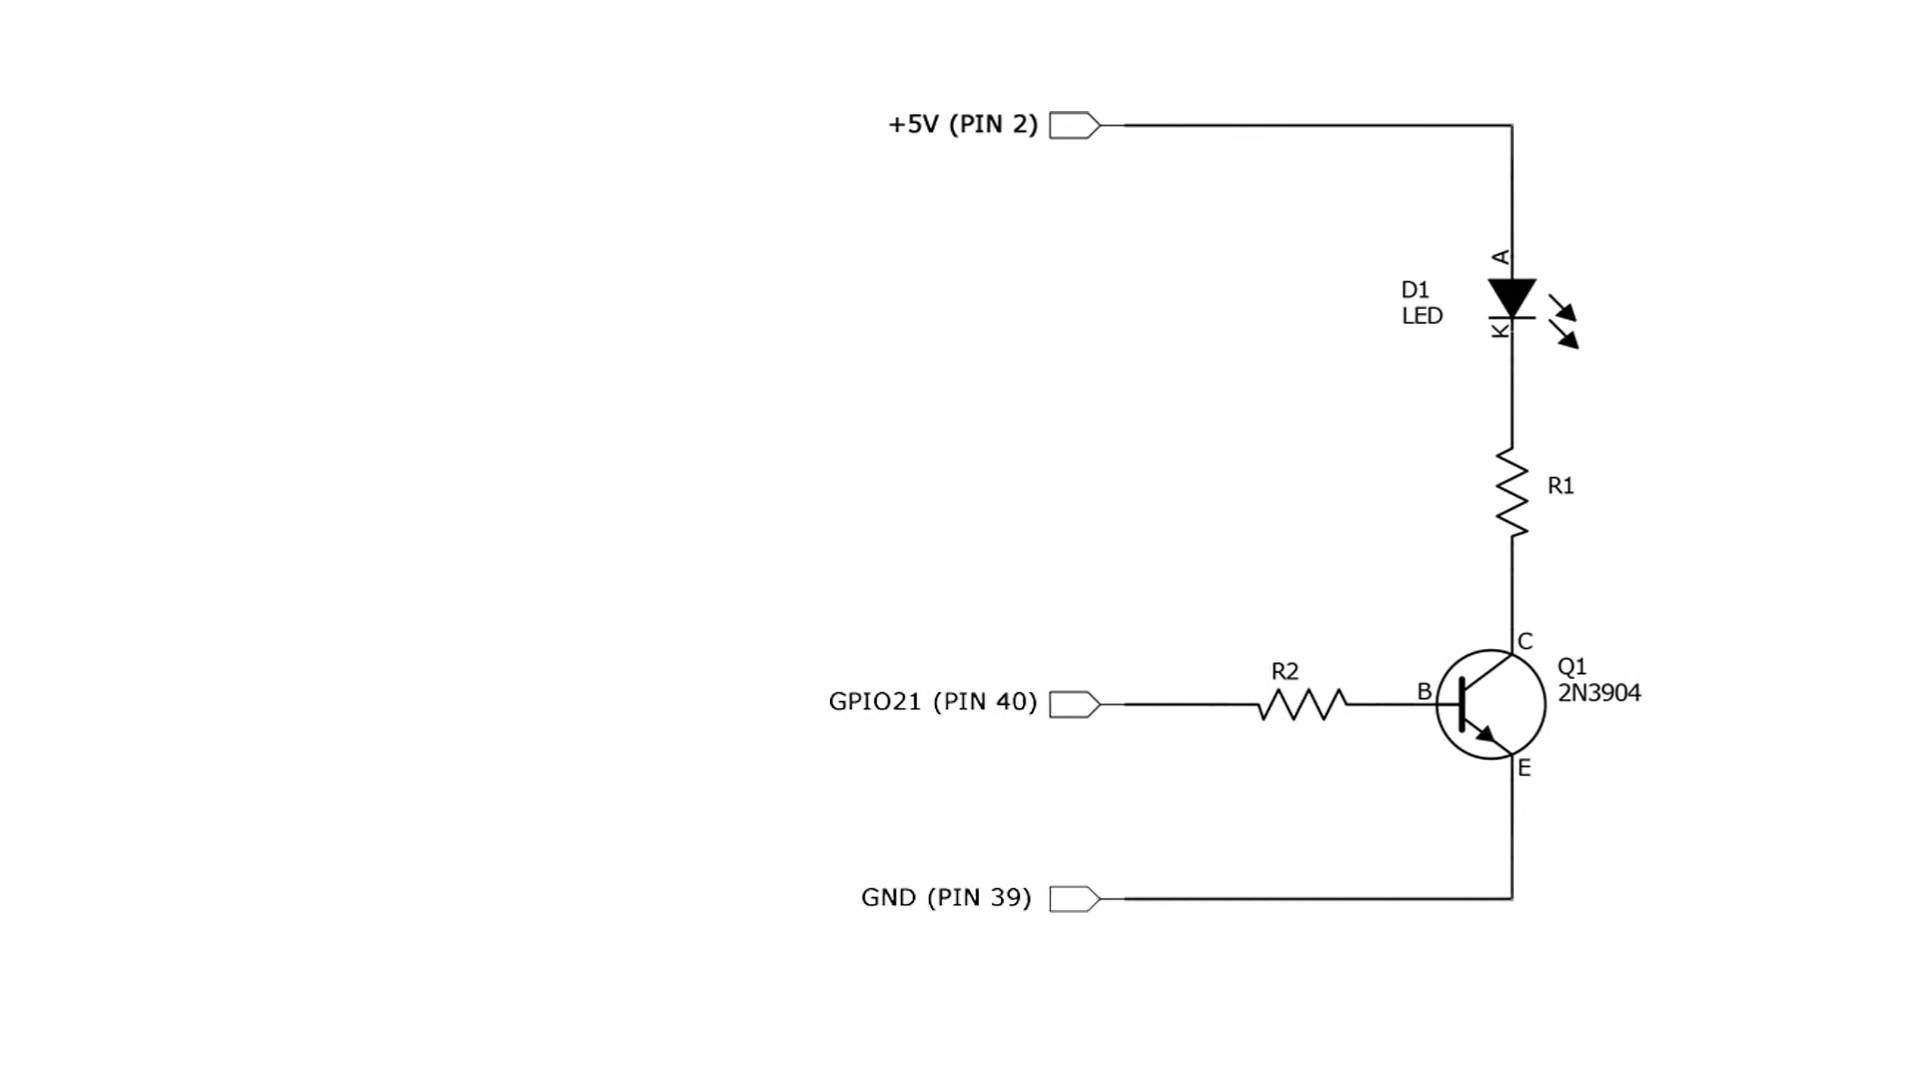 +5V (PIN 2)
A
D1
LED
K
R1
C
R2
Q1
B
2N3904
GPIO21 (PIN 40)
E
GND (PIN 39)